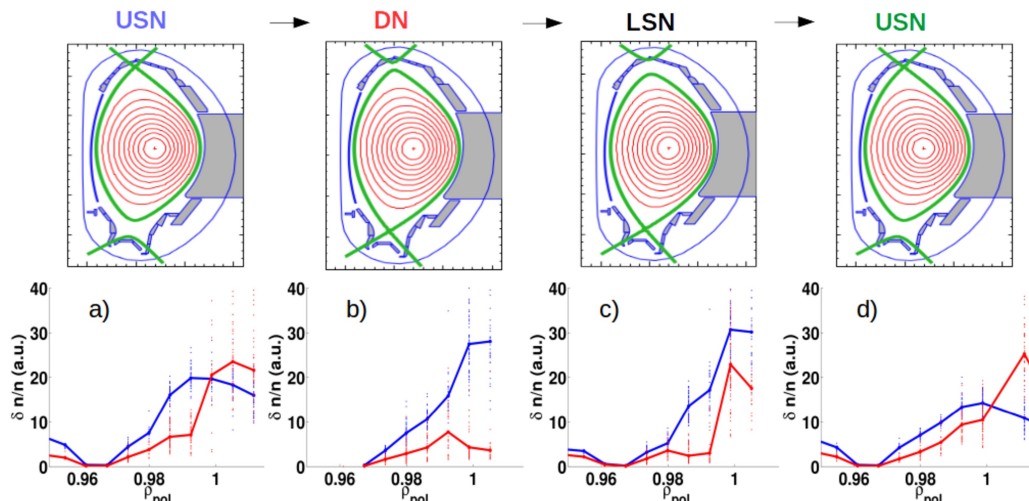 USN → DN → LSN → USN
a) b) c) d)
δ n/n (a.u.) δ n/n (a.u.) δ n/n (a.u.) δ n/n (a.u.)
40 40 40 40
30 30 30 30
20 20 20 20
10 10 10 10
0 0 0 0
0.96 0.98 1 0.96 0.98 1 0.96 0.98 1 0.96 0.98 1
ρpol ρpol ρpol ρpol